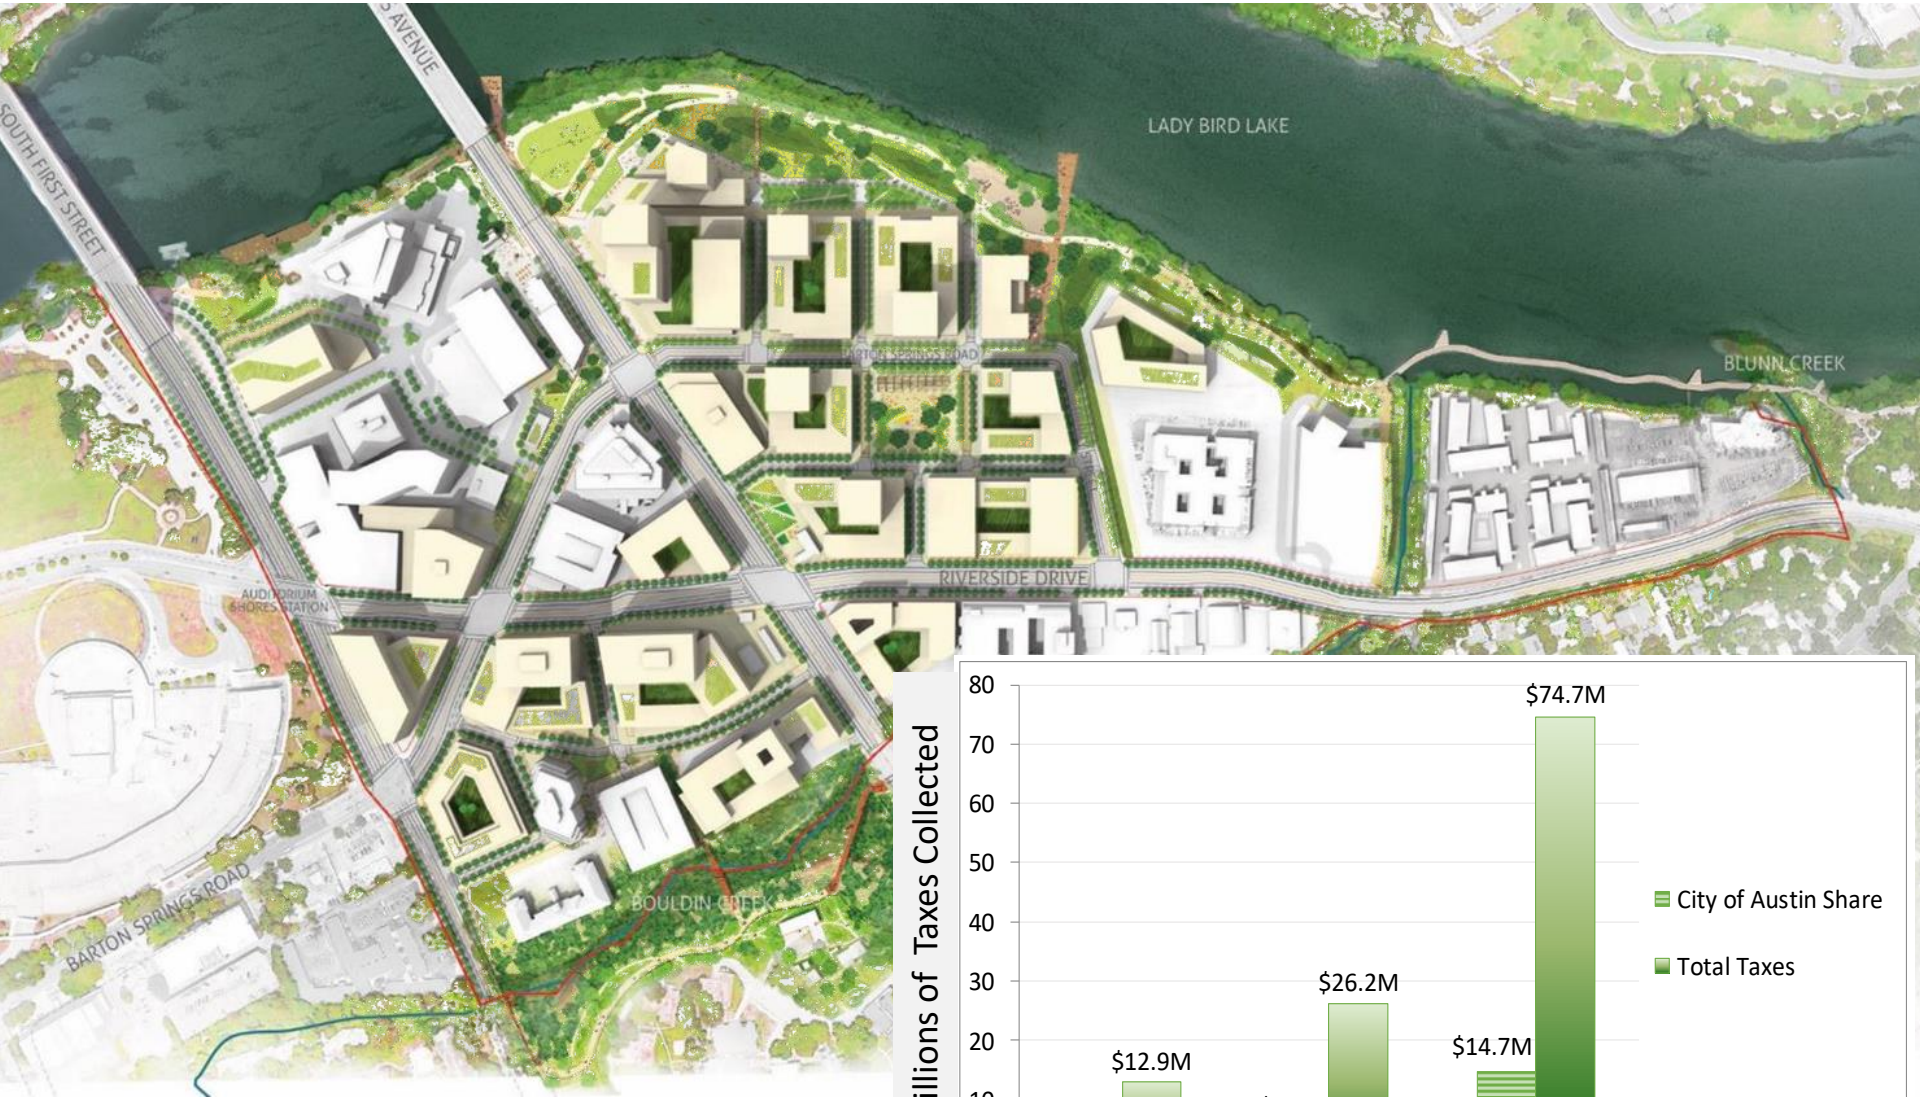 S AVENUE
SOUTH FIRST STREET
LADY BIRD LAKE
BARTON SPRINGS ROAD
BLUNN CREEK
RIVERSIDE DRIVE
AUDITORIUM
SHORES STATION
BOULDIN CREEK
BARTON SPRINGS ROAD
illions of Taxes Collected
80
70
60
50
40
30
20
10
$12.9M
$26.2M
$14.7M
$74.7M
City of Austin Share
Total Taxes